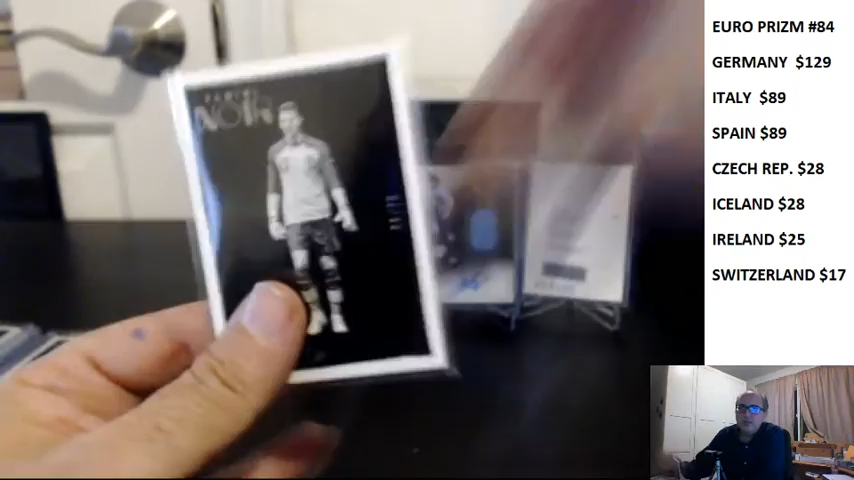 PANINI
NOIR
EURO PRIZM #84
GERMANY $129
ITALY $89
SPAIN $89
CZECH REP. $28
ICELAND $28
IRELAND $25
SWITZERLAND $17